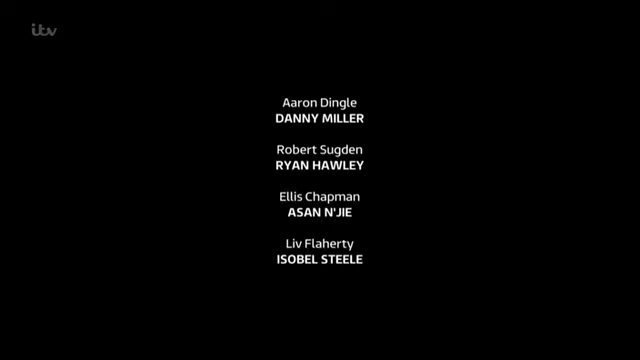 itv
Aaron Dingle
DANNY MILLER
Robert Sugden
RYAN HAWLEY
Ellis Chapman
ASAN N'JIE
Liv Flaherty
ISOBEL STEELE